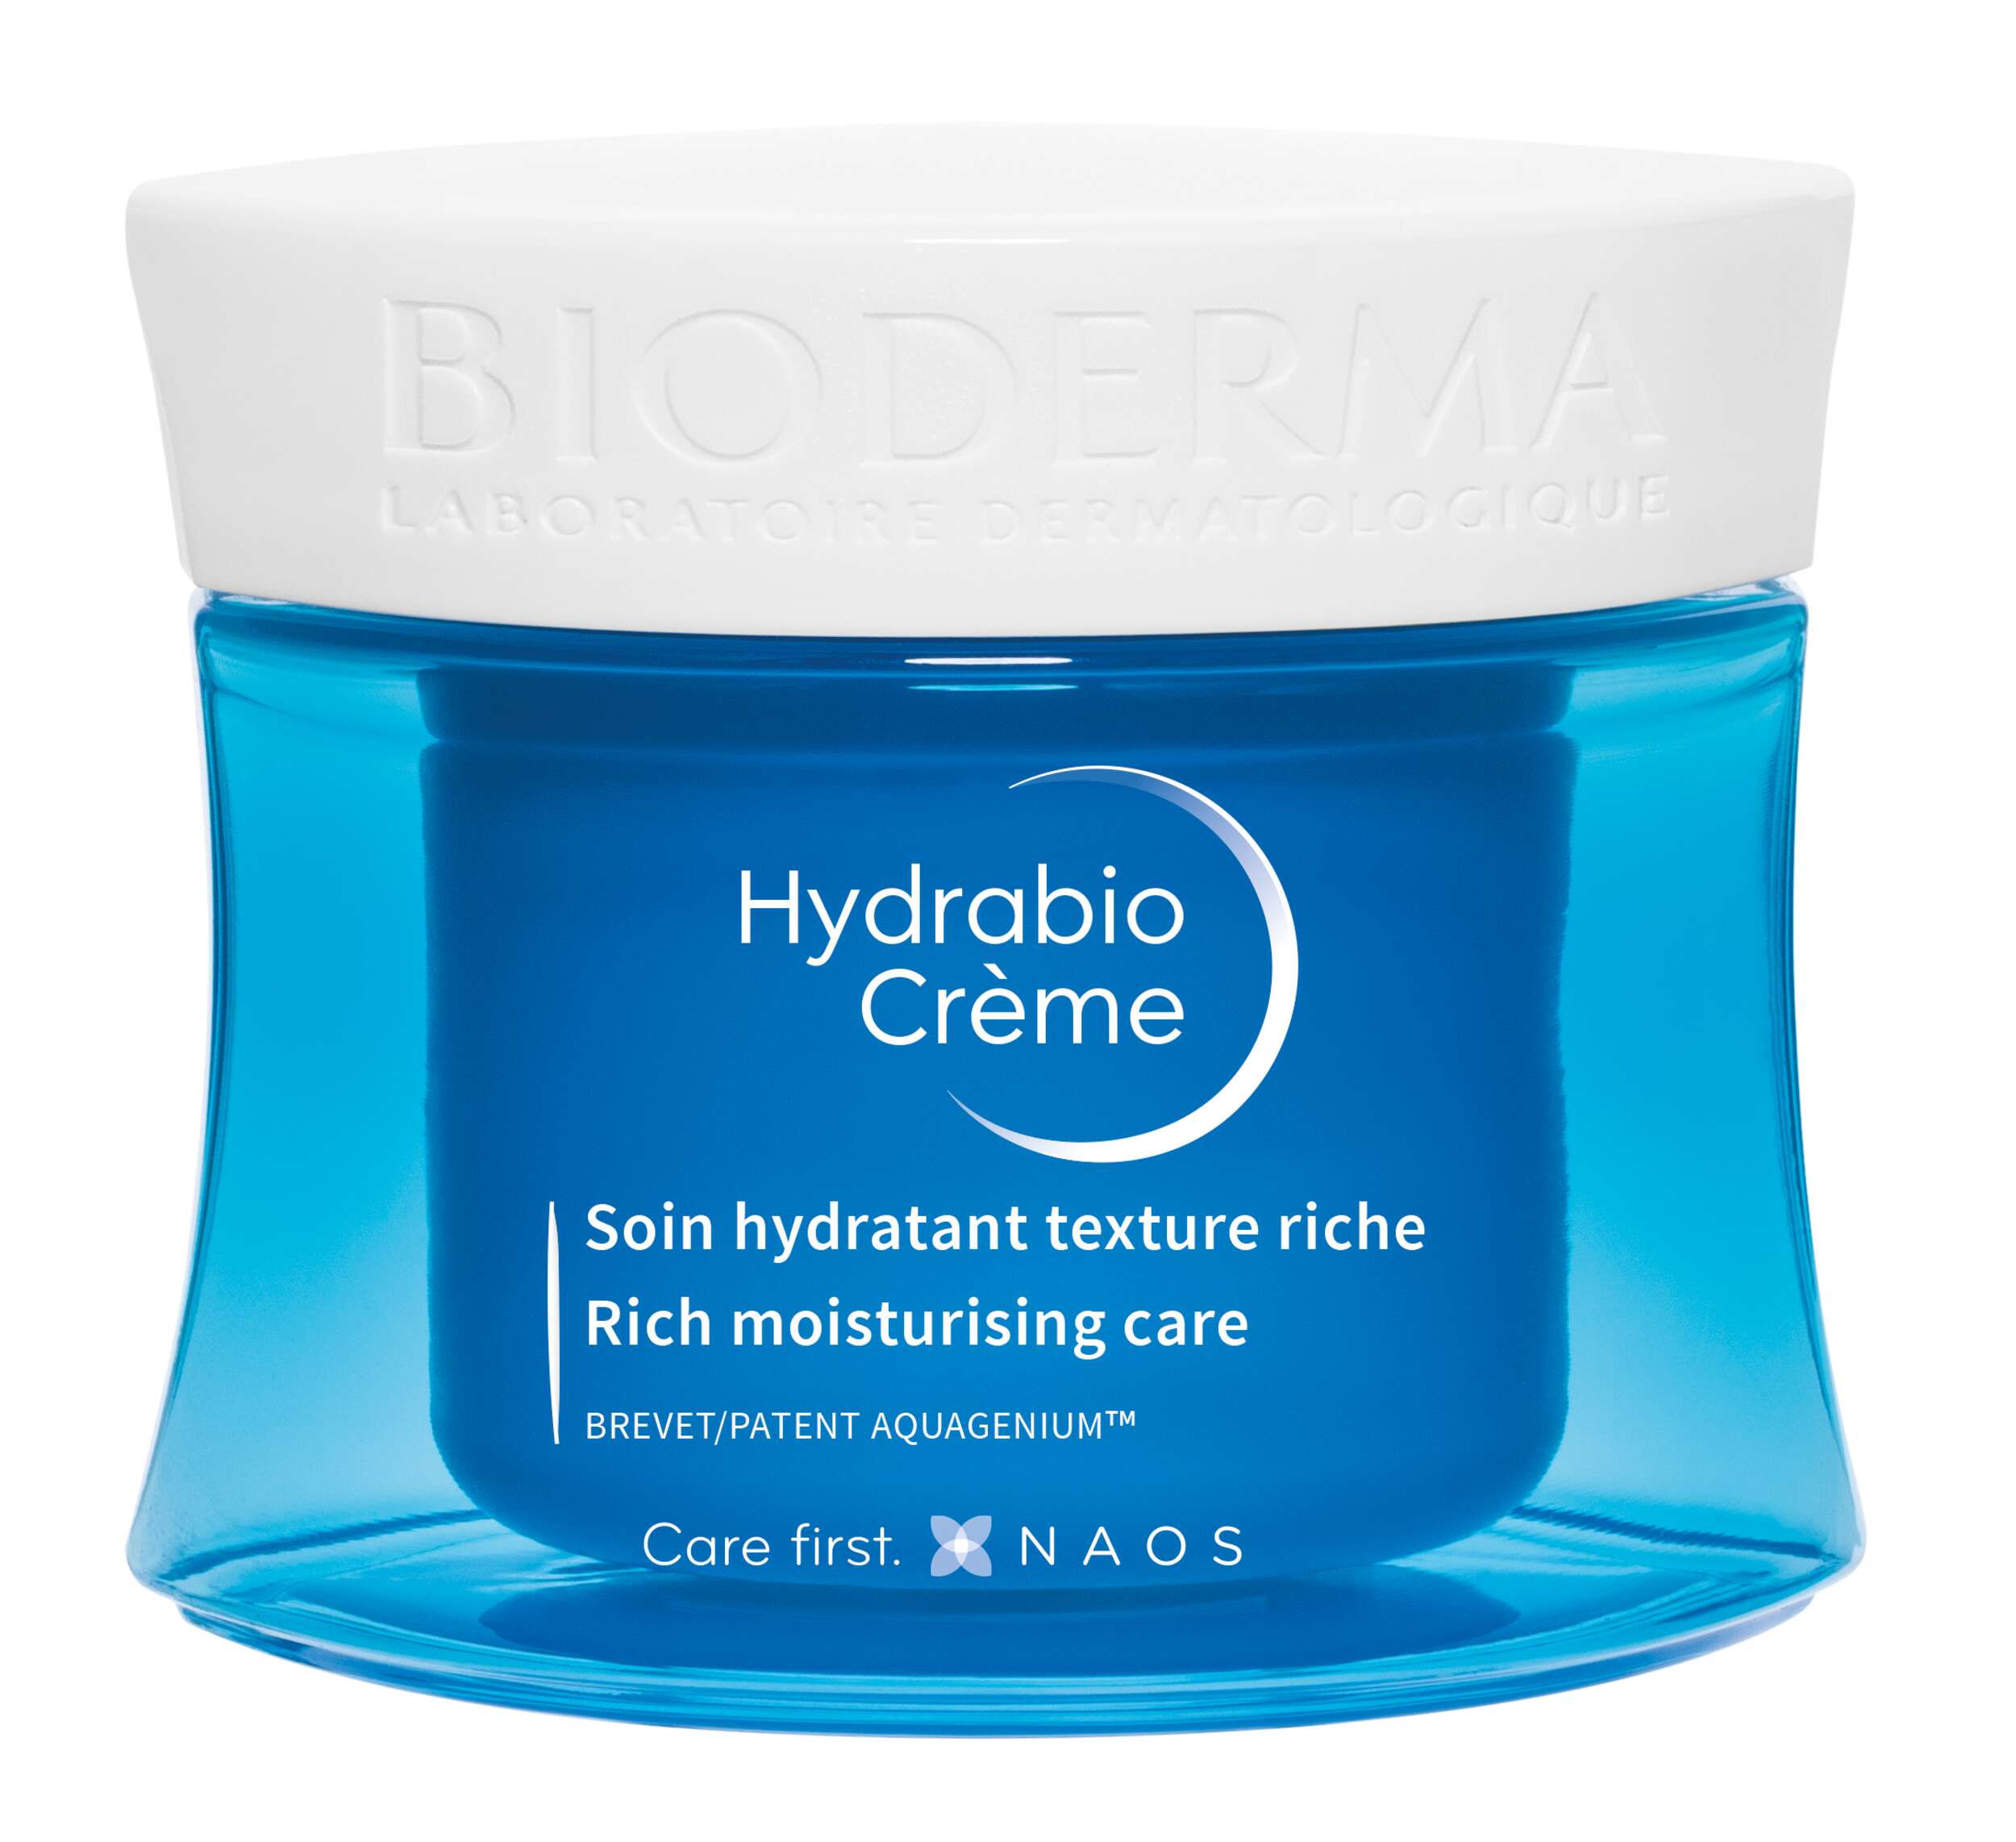 BIODERMA
LABORATOIRE DERMATOLOGIQUE
Hydrabio
Crème
Soin hydratant texture riche
Rich moisturising care
BREVET/PATENT AQUAGENIUM™
Care first. NAOS